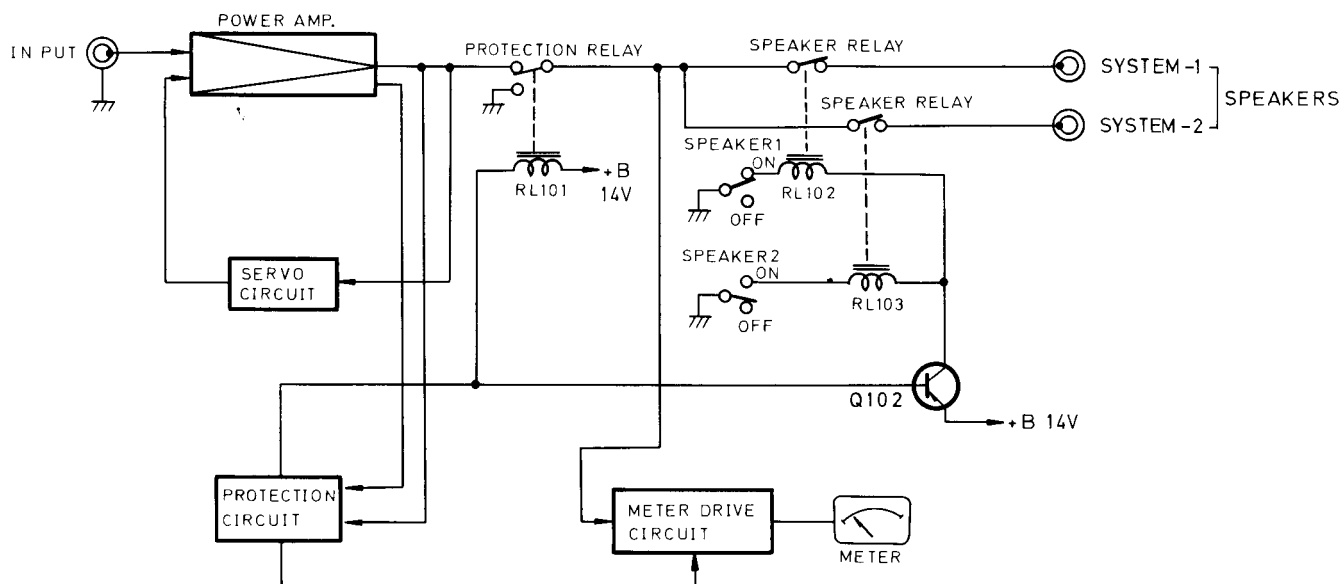 POWER AMP.
IN PUT
PROTECTION RELAY
SPEAKER RELAY
SYSTEM-1
SPEAKERS
SPEAKER RELAY
SYSTEM-2
SPEAKER1
ON
+B
14V
RL101
RL102
OFF
SPEAKER2
ON
SERVO
CIRCUIT
RL103
OFF
Q102
+B 14V
PROTECTION
CIRCUIT
METER DRIVE
CIRCUIT
METER